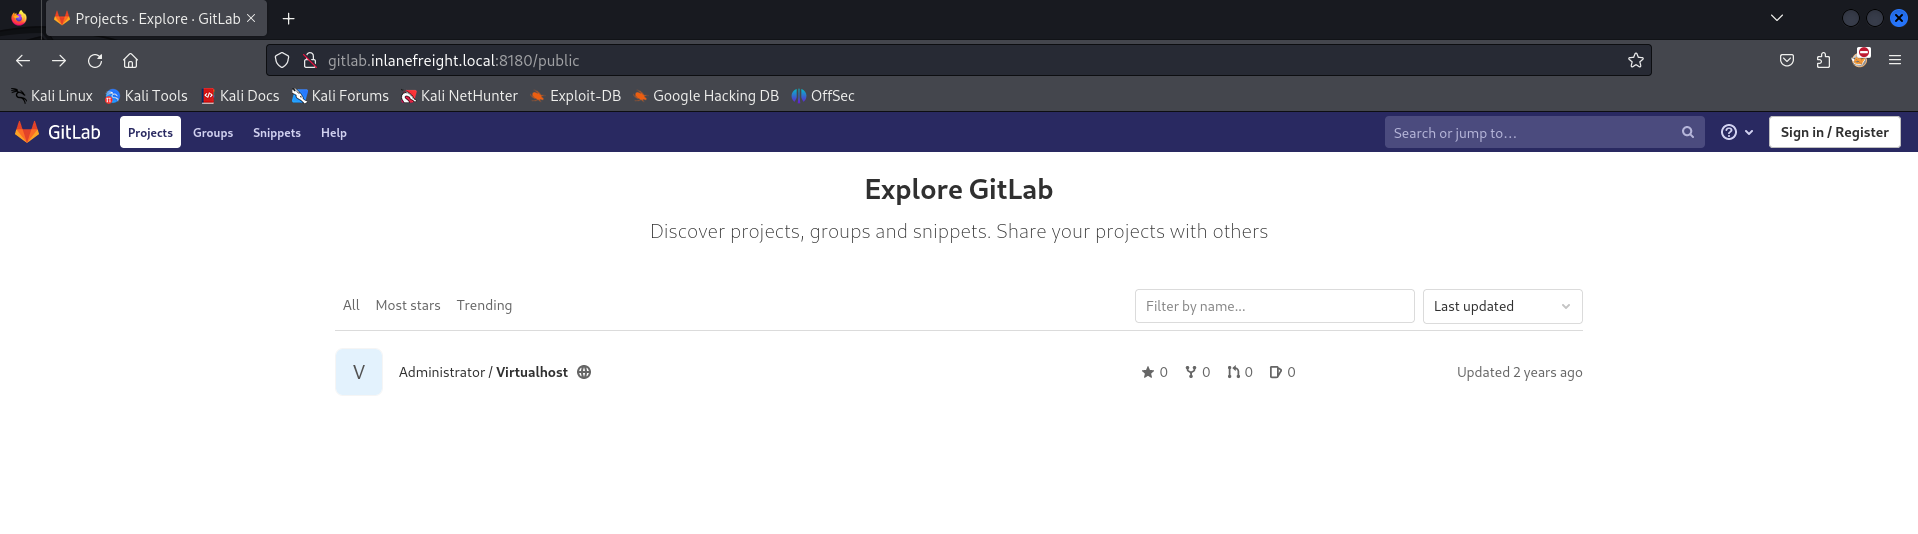 Projects · Explore · GitLab
gitlab.inlanefreight.local:8180/public
Kali Linux Kali Tools Kali Docs Kali Forums Kali NetHunter Exploit-DB Google Hacking DB OffSec
GitLab Projects Groups Snippets Help Search or jump to... Sign in / Register
Explore GitLab
Discover projects, groups and snippets. Share your projects with others
All Most stars Trending Filter by name... Last updated
V Administrator / Virtualhost 0 0 0 0 Updated 2 years ago